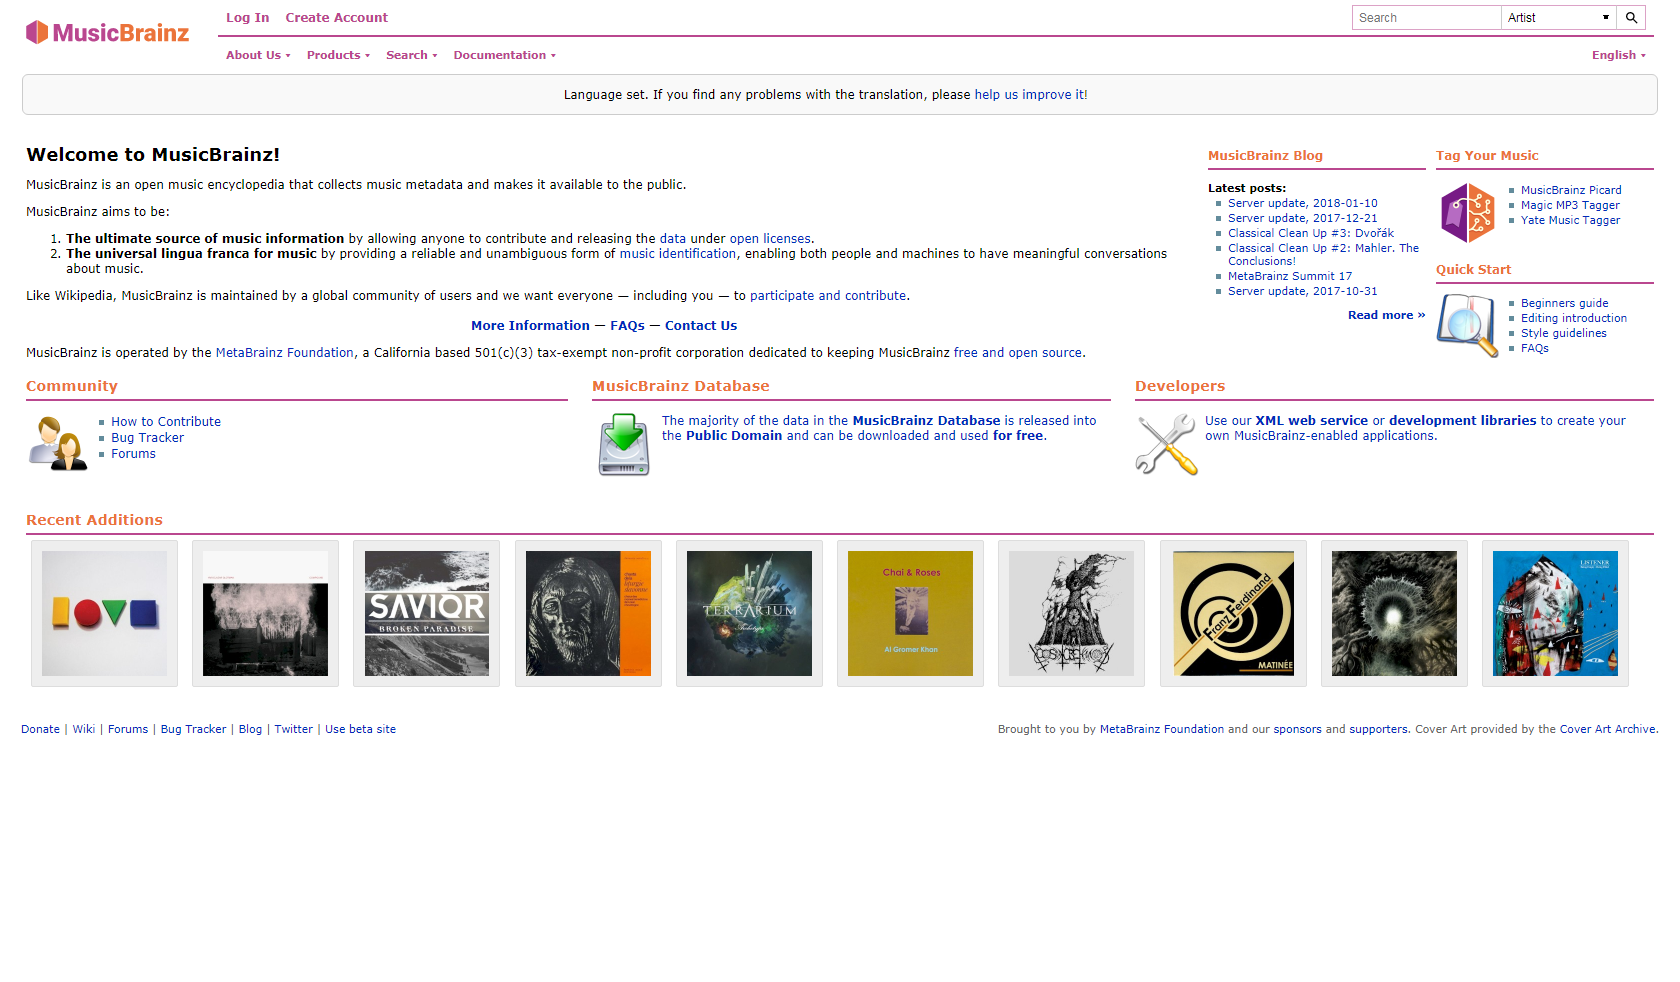 MusicBrainz
Log In Create Account
Search Artist
About Us Products Search Documentation
English
Language set. If you find any problems with the translation, please help us improve it!
Welcome to MusicBrainz!
MusicBrainz is an open music encyclopedia that collects music metadata and makes it available to the public.
MusicBrainz aims to be:
1. The ultimate source of music information by allowing anyone to contribute and releasing the data under open licenses.
2. The universal lingua franca for music by providing a reliable and unambiguous form of music identification, enabling both people and machines to have meaningful conversations
about music.
Like Wikipedia, MusicBrainz is maintained by a global community of users and we want everyone — including you — to participate and contribute.
More Information — FAQs — Contact Us
MusicBrainz is operated by the MetaBrainz Foundation, a California based 501(c)(3) tax-exempt non-profit corporation dedicated to keeping MusicBrainz free and open source.
MusicBrainz Blog
Latest posts:
Server update, 2018-01-10
Server update, 2017-12-21
Classical Clean Up #3: Dvořák
Classical Clean Up #2: Mahler. The
Conclusions!
MetaBrainz Summit 17
Server update, 2017-10-31
Read more »
Tag Your Music
MusicBrainz Picard
Magic MP3 Tagger
Yate Music Tagger
Quick Start
Beginners guide
Editing introduction
Style guidelines
FAQs
Community
How to Contribute
Bug Tracker
Forums
MusicBrainz Database
The majority of the data in the MusicBrainz Database is released into
the Public Domain and can be downloaded and used for free.
Developers
Use our XML web service or development libraries to create your
own MusicBrainz-enabled applications.
Recent Additions
SAVIOR
BROKEN PARADISE
TERRARIUM
Archetype
Chai & Roses
Al Gromer Khan
Franz Ferdinand
MATINÉE
LISTENER
Donate | Wiki | Forums | Bug Tracker | Blog | Twitter | Use beta site
Brought to you by MetaBrainz Foundation and our sponsors and supporters. Cover Art provided by the Cover Art Archive.